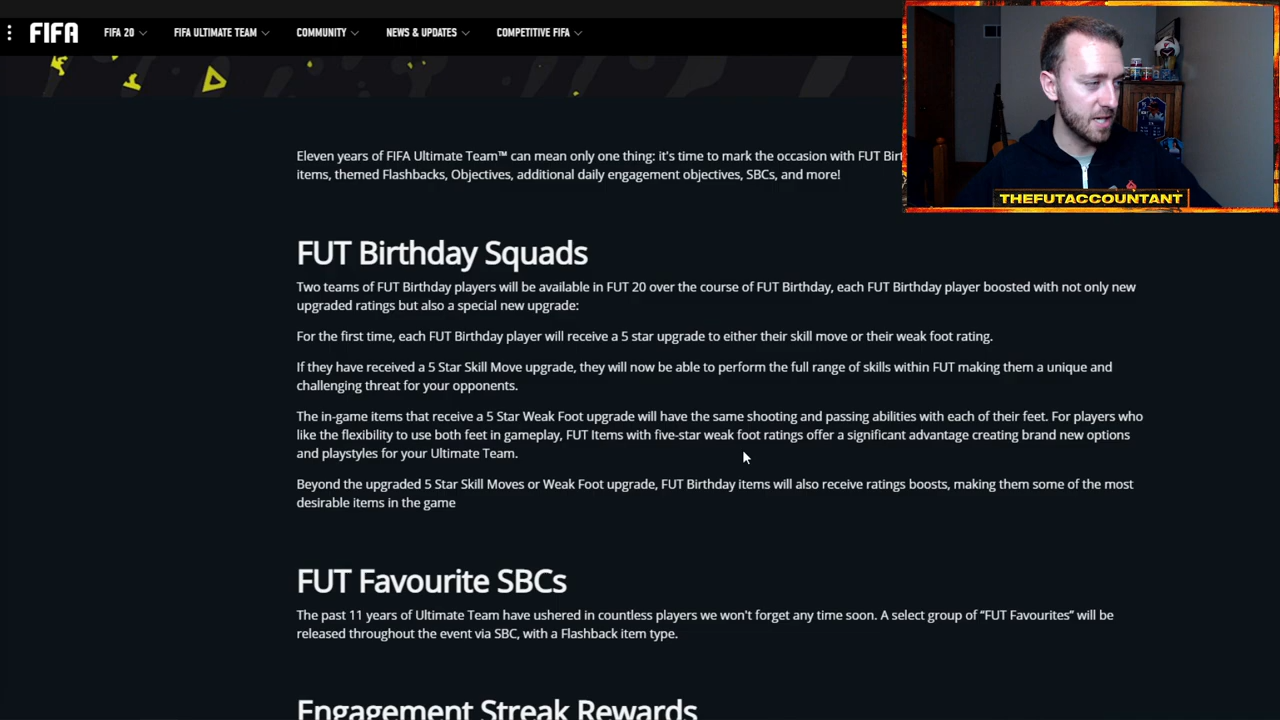 FIFA FIFA 20 FIFA ULTIMATE TEAM COMMUNITY NEWS & UPDATES COMPETITIVE FIFA
Eleven years of FIFA Ultimate Team™ can mean only one thing: it's time to mark the occasion with FUT
items, themed Flashbacks, Objectives, additional daily engagement objectives, SBCs, and more!
THEFUTACCOUNTANT
FUT Birthday Squads
Two teams of FUT Birthday players will be available in FUT 20 over the course of FUT Birthday, each FUT Birthday player boosted with not only new
upgraded ratings but also a special new upgrade:
For the first time, each FUT Birthday player will receive a 5 star upgrade to either their skill move or their weak foot rating.
If they have received a 5 Star Skill Move upgrade, they will now be able to perform the full range of skills within FUT making them a unique and
challenging threat for your opponents.
The in-game items that receive a 5 Star Weak Foot upgrade will have the same shooting and passing abilities with each of their feet. For players who
like the flexibility to use both feet in gameplay, FUT Items with five-star weak foot ratings offer a significant advantage creating brand new options
and playstyles for your Ultimate Team.
Beyond the upgraded 5 Star Skill Moves or Weak Foot upgrade, FUT Birthday items will also receive ratings boosts, making them some of the most
desirable items in the game
FUT Favourite SBCs
The past 11 years of Ultimate Team have ushered in countless players we won't forget any time soon. A select group of “FUT Favourites” will be
released throughout the event via SBC, with a Flashback item type.
Engagement Streak Rewards